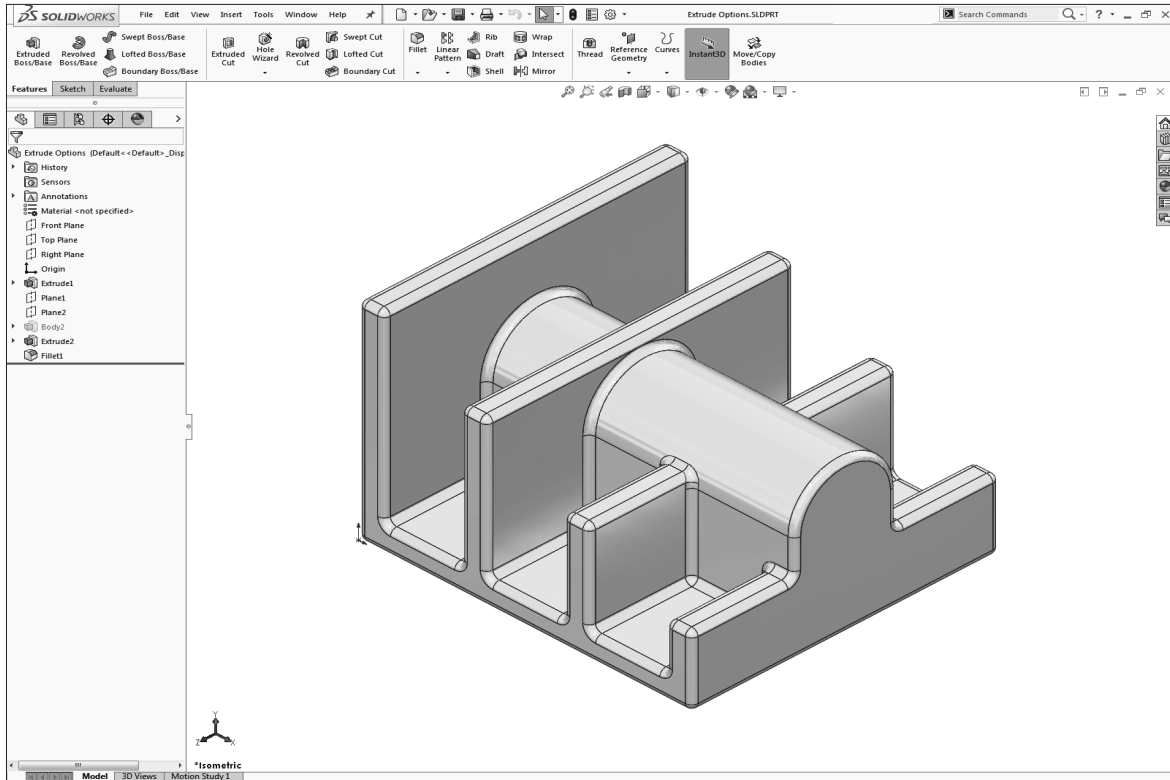 SOLIDWORKS File Edit View Insert Tools Window Help Extrude Options.SLDPRT Search Commands ?
Extruded Boss/Base
Revolved Boss/Base
Swept Boss/Base
Lofted Boss/Base
Boundary Boss/Base
Extruded Cut
Hole Wizard
Revolved Cut
Swept Cut
Lofted Cut
Boundary Cut
Fillet
Linear Pattern
Rib
Draft
Shell
Wrap
Intersect
Mirror
Thread
Reference Geometry
Curves
Instant3D
Move/Copy Bodies
Features Sketch Evaluate
Extrude Options (Default<<Default>_Disp
History
Sensors
Annotations
Material <not specified>
Front Plane
Top Plane
Right Plane
Origin
Extrude1
Plane1
Plane2
Body2
Extrude2
Fillet1
Y
Z X
*Isometric
Model 3D Views Motion Study 1